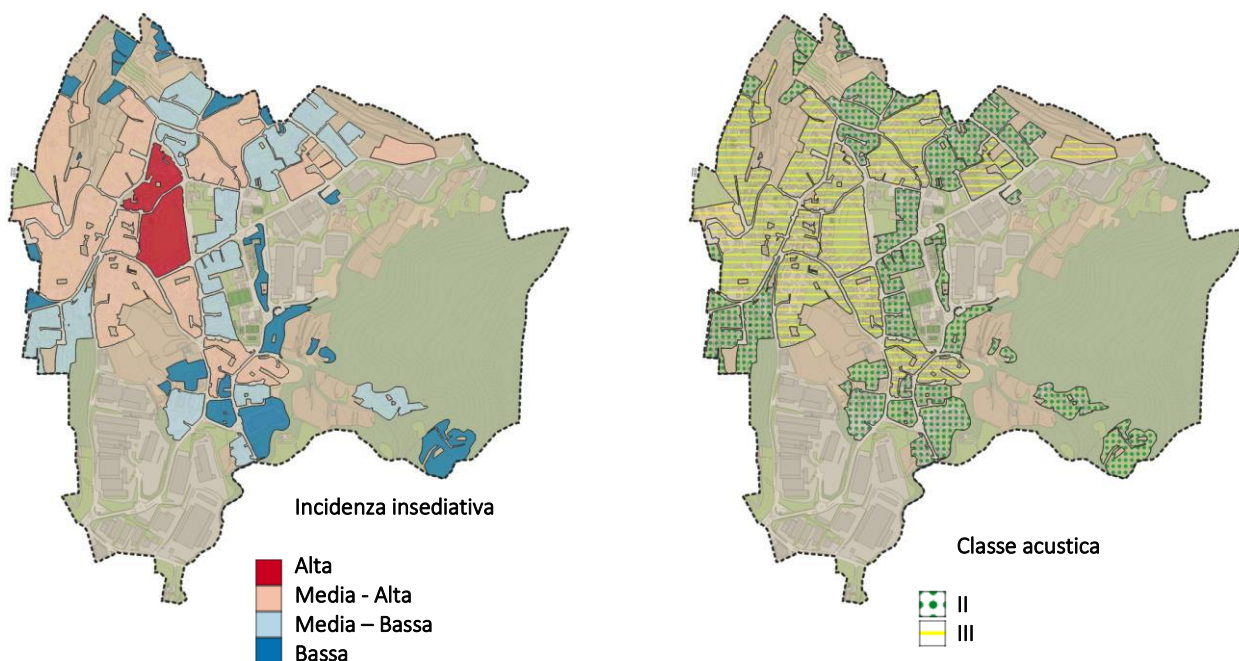 Incidenza insediativa
Alta
Media - Alta
Media – Bassa
Bassa
Classe acustica
II
III